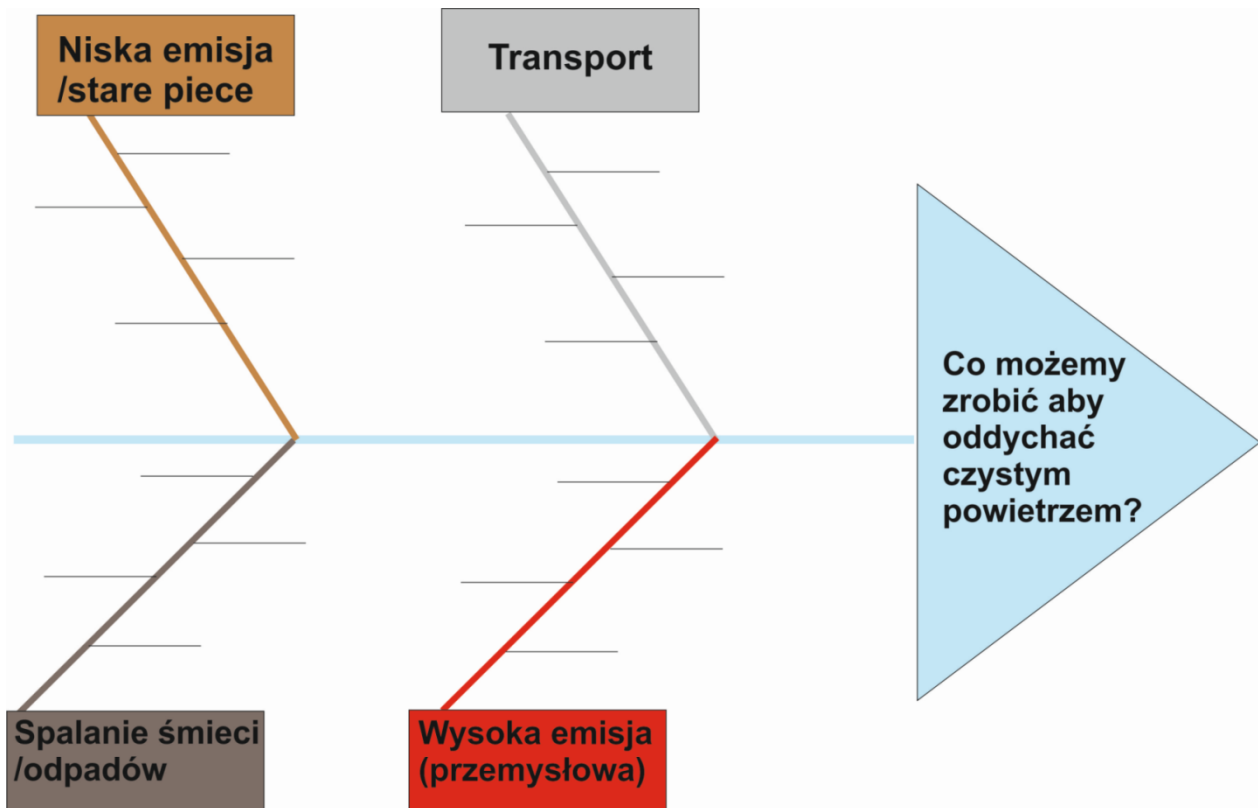 Niska emisja
/stare piece
Transport
Co możemy
zrobić aby
oddychać
czystym
powietrzem?
Spalanie śmieci
/odpadów
Wysoka emisja
(przemysłowa)